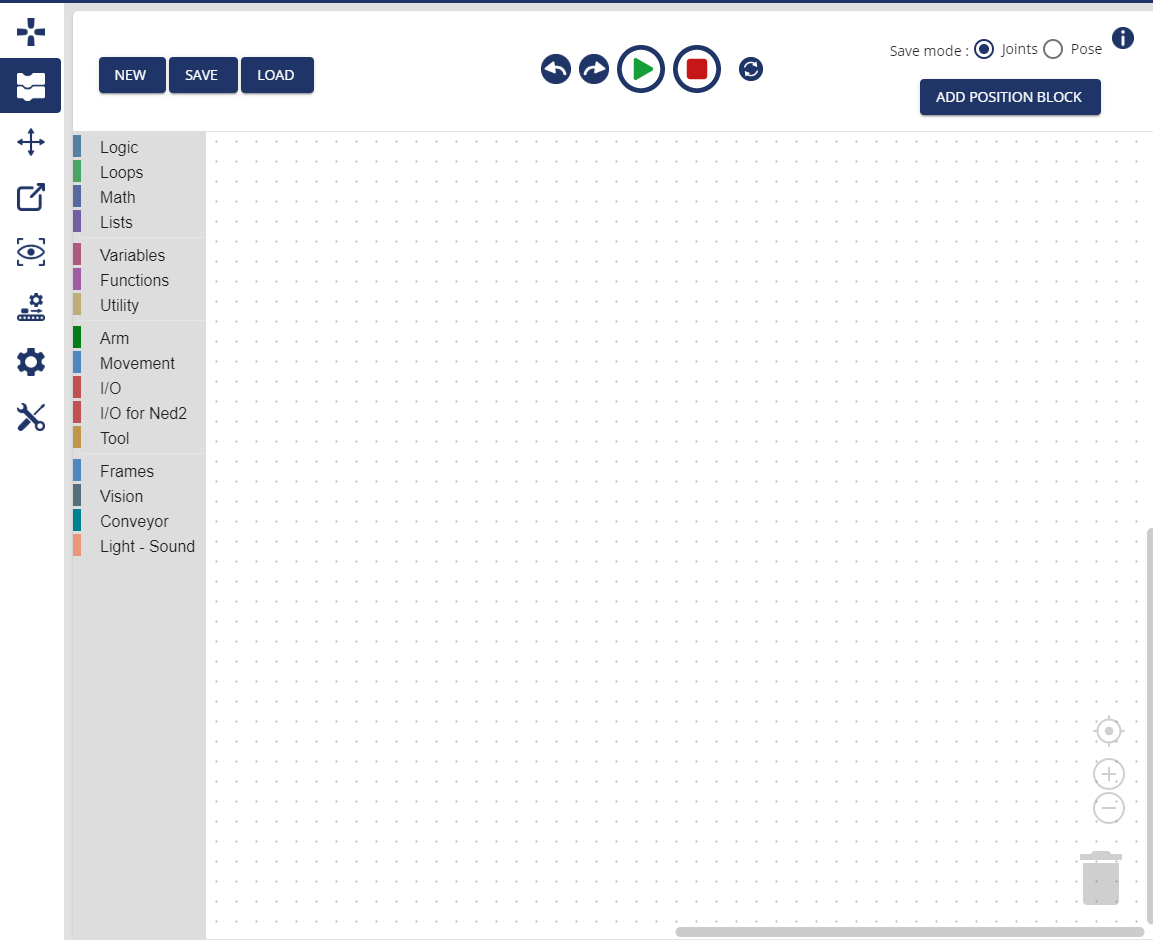 Save mode : Joints Pose
NEW SAVE LOAD
ADD POSITION BLOCK
Logic
Loops
Math
Lists
Variables
Functions
Utility
Arm
Movement
I/O
I/O for Ned2
Tool
Frames
Vision
Conveyor
Light - Sound